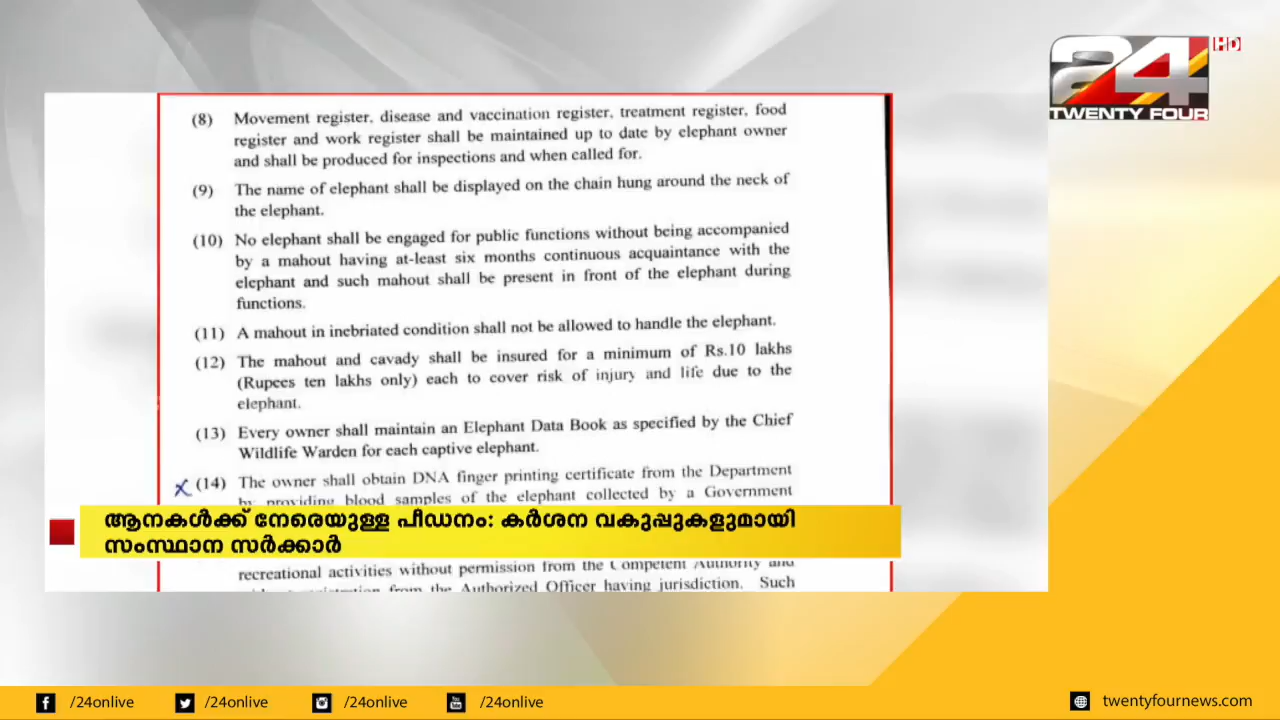 24 HD
TWENTY FOUR
(8) Movement register, disease and vaccination register, treatment register, food
register and work register shall be maintained up to date by elephant owner
and shall be produced for inspections and when called for.
(9) The name of elephant shall be displayed on the chain hung around the neck of
the elephant.
(10) No elephant shall be engaged for public functions without being accompanied
by a mahout having at-least six months continuous acquaintance with the
elephant and such mahout shall be present in front of the elephant during
functions.
(11) A mahout in inebriated condition shall not be allowed to handle the elephant.
(12) The mahout and cavady shall be insured for a minimum of Rs.10 lakhs
(Rupees ten lakhs only) each to cover risk of injury and life due to the
elephant.
(13) Every owner shall maintain an Elephant Data Book as specified by the Chief
Wildlife Warden for each captive elephant.
x (14) The owner shall obtain DNA finger printing certificate from the Department
by providing blood samples of the elephant collected by a Government
ആനകൾക്ക് നേരെയുള്ള പീഡനം: കർശന വകുപ്പുകളുമായി
സംസ്ഥാന സർക്കാർ
recreational activities without permission from the Competent Authority and
registration from the Authorized Officer having jurisdiction. Such
/24onlive /24onlive /24onlive /24onlive twentyfournews.com